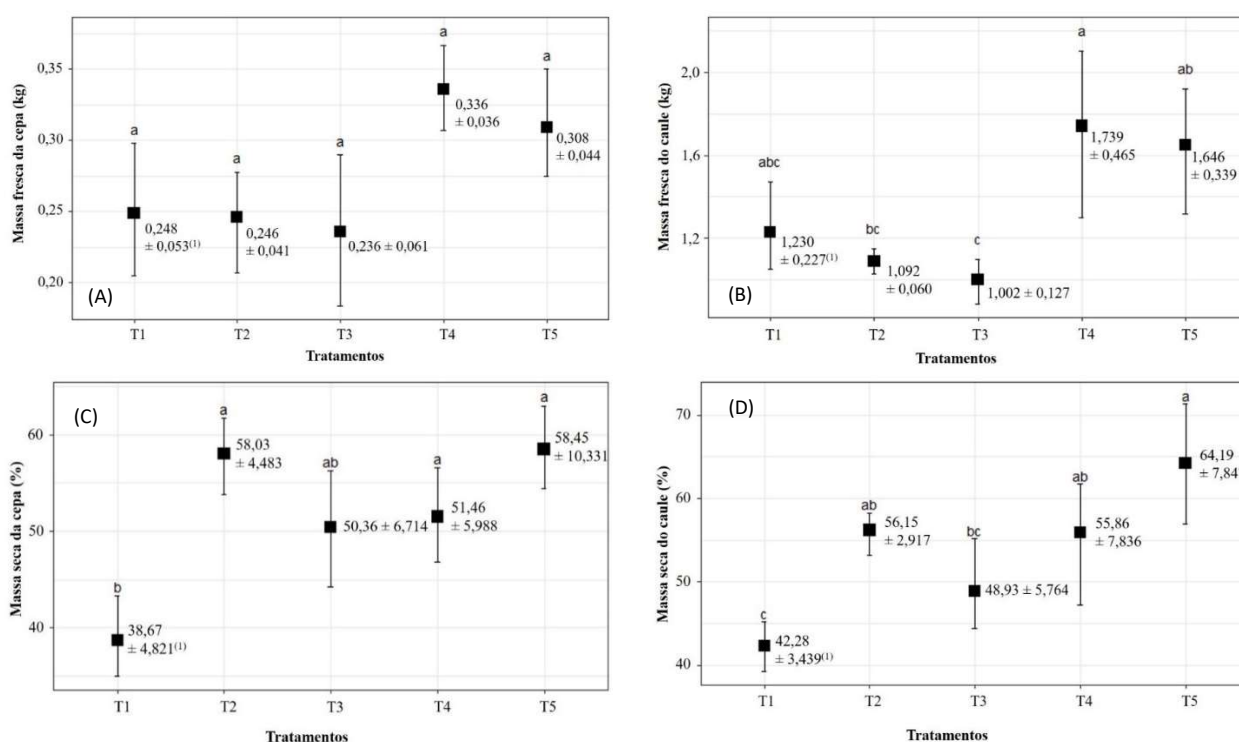 Massa fresca da cepa (kg)
0,35
0,30
0,25
0,20
a
a
a
a
a
0,248
± 0,053⁽¹⁾
0,246
± 0,041
0,236 ± 0,061
0,336
± 0,036
0,308
± 0,044
(A)
T1 T2 T3 T4 T5
Tratamentos
Massa fresca do caule (kg)
2,0
1,6
1,2
abc
bc
c
a
ab
1,230
± 0,227⁽¹⁾
1,092
± 0,060
1,002 ± 0,127
1,739
± 0,465
1,646
± 0,339
(B)
T1 T2 T3 T4 T5
Tratamentos
(C)
Massa seca da cepa (%)
60
50
40
b
a
ab
a
a
38,67
± 4,821⁽¹⁾
58,03
± 4,483
50,36 ± 6,714
51,46
± 5,988
58,45
± 10,331
T1 T2 T3 T4 T5
Tratamentos
(D)
Massa seca do caule (%)
70
60
50
40
c
ab
bc
ab
a
42,28
± 3,439⁽¹⁾
56,15
± 2,917
48,93 ± 5,764
55,86
± 7,836
64,19
± 7,84
T1 T2 T3 T4 T5
Tratamentos